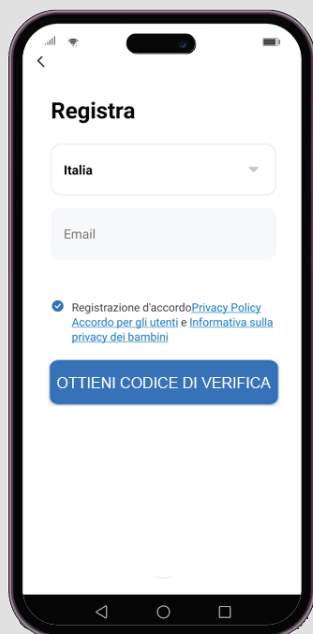 Registra
Italia
Email
Registrazione d'accordoPrivacy Policy
Accordo per gli utenti e Informativa sulla
privacy dei bambini
OTTIENI CODICE DI VERIFICA